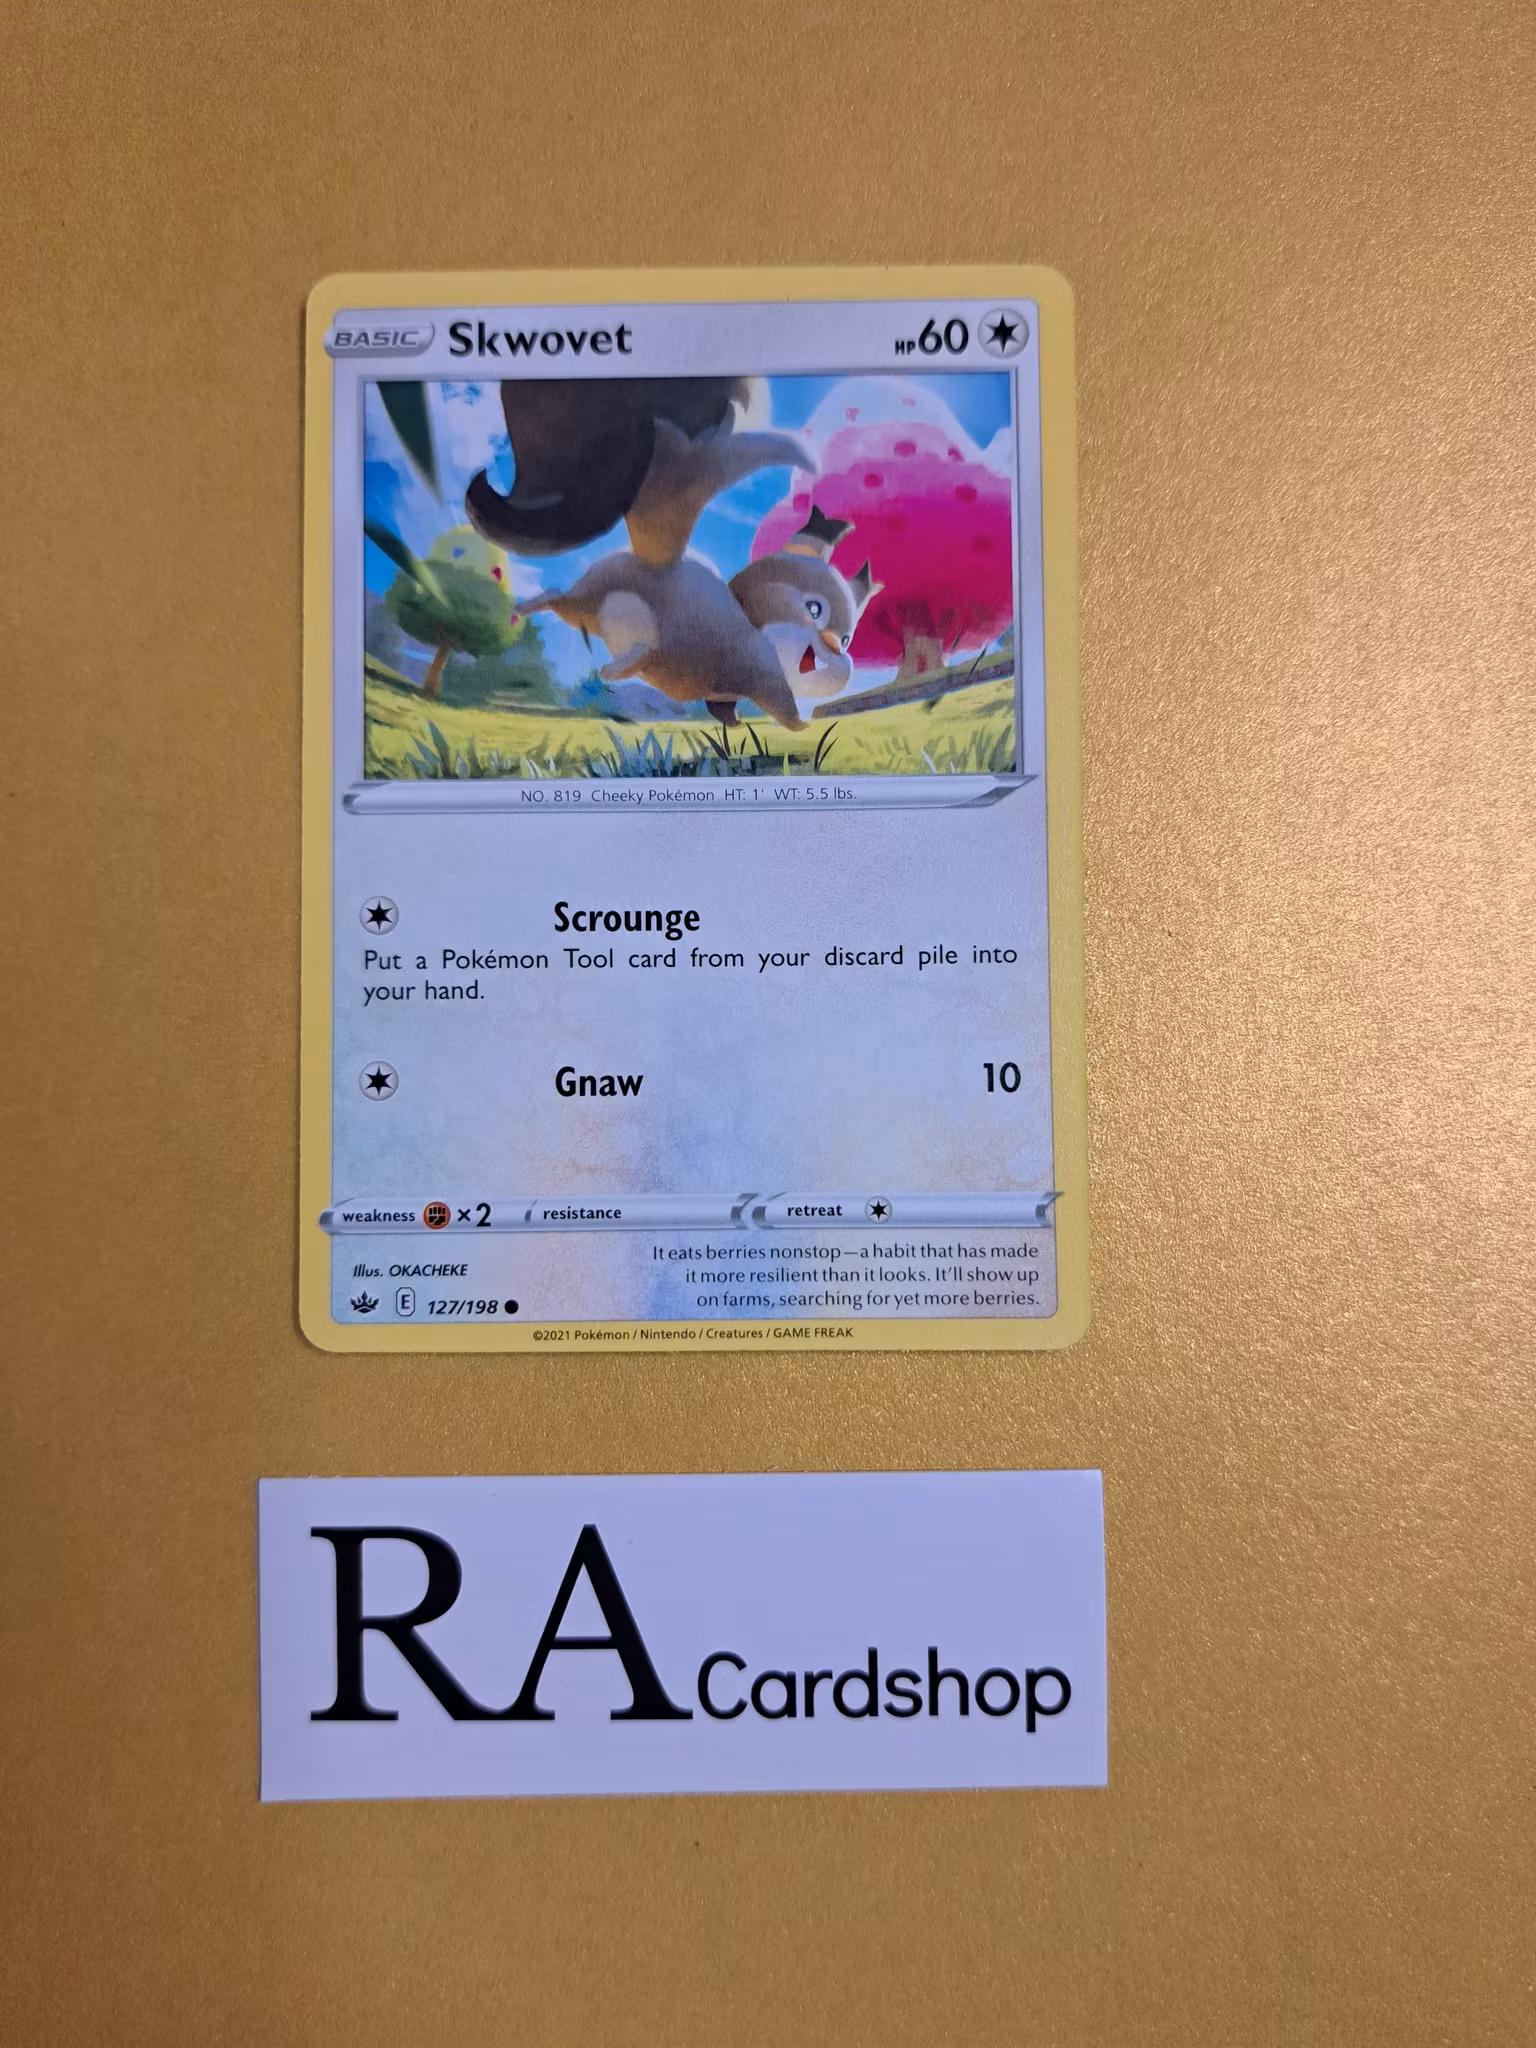 BASIC Skwovet HP 60
NO. 819 Cheeky Pokémon HT: 1' WT: 5.5 lbs.
Scrounge
Put a Pokémon Tool card from your discard pile into
your hand.
Gnaw 10
weakness ×2 resistance retreat
It eats berries nonstop—a habit that has made
it more resilient than it looks. It'll show up
on farms, searching for yet more berries.
Illus. OKACHEKE
E 127/198
©2021 Pokémon / Nintendo / Creatures / GAME FREAK
RA Cardshop